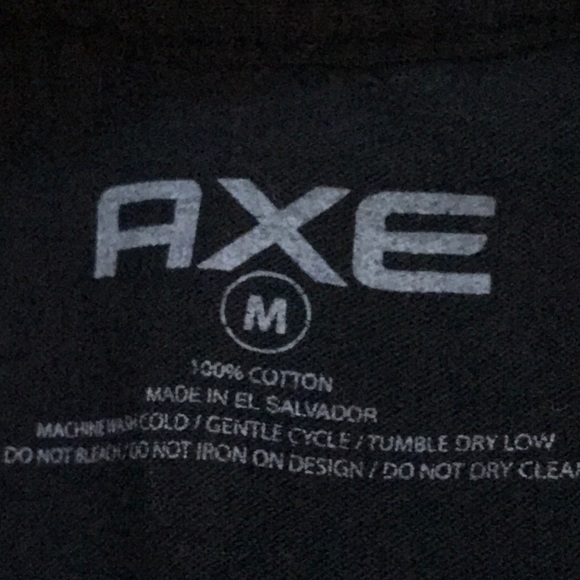 AXE
M
100% COTTON
MADE IN EL SALVADOR
MACHINE WASH COLD / GENTLE CYCLE / TUMBLE DRY LOW
DO NOT BLEACH / DO NOT IRON ON DESIGN / DO NOT DRY CLEA